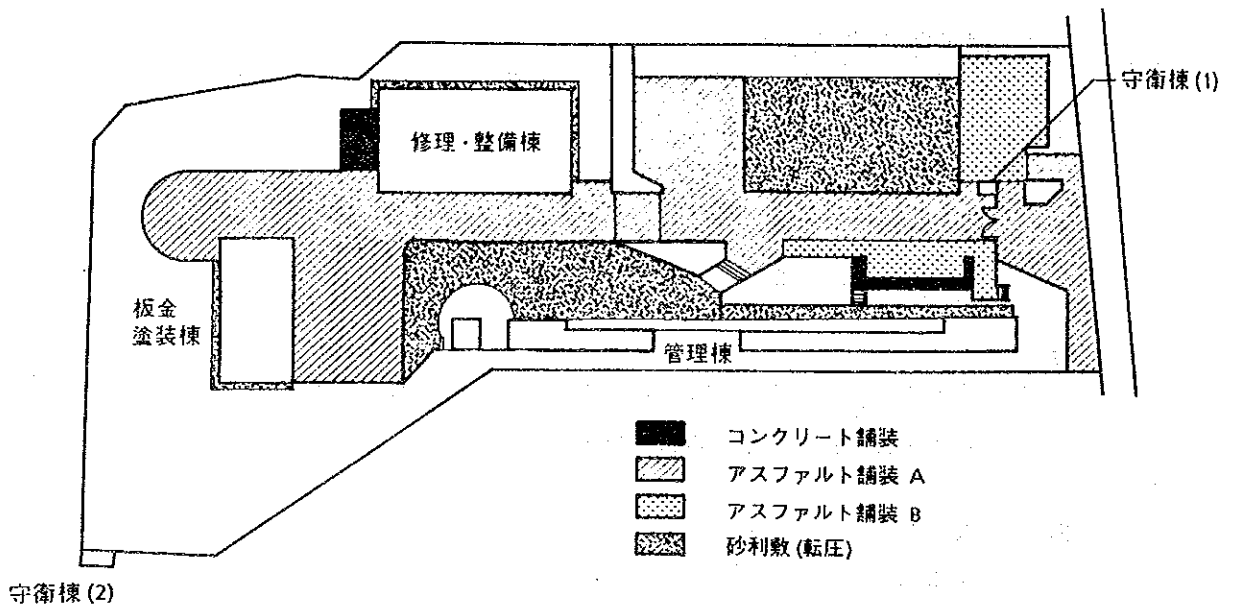 守衛棟 (1)
修理・整備棟
板金
塗装棟
管理棟
コンクリート舗装
アスファルト舗装 A
アスファルト舗装 B
砂利敷 (転圧)
守衛棟 (2)